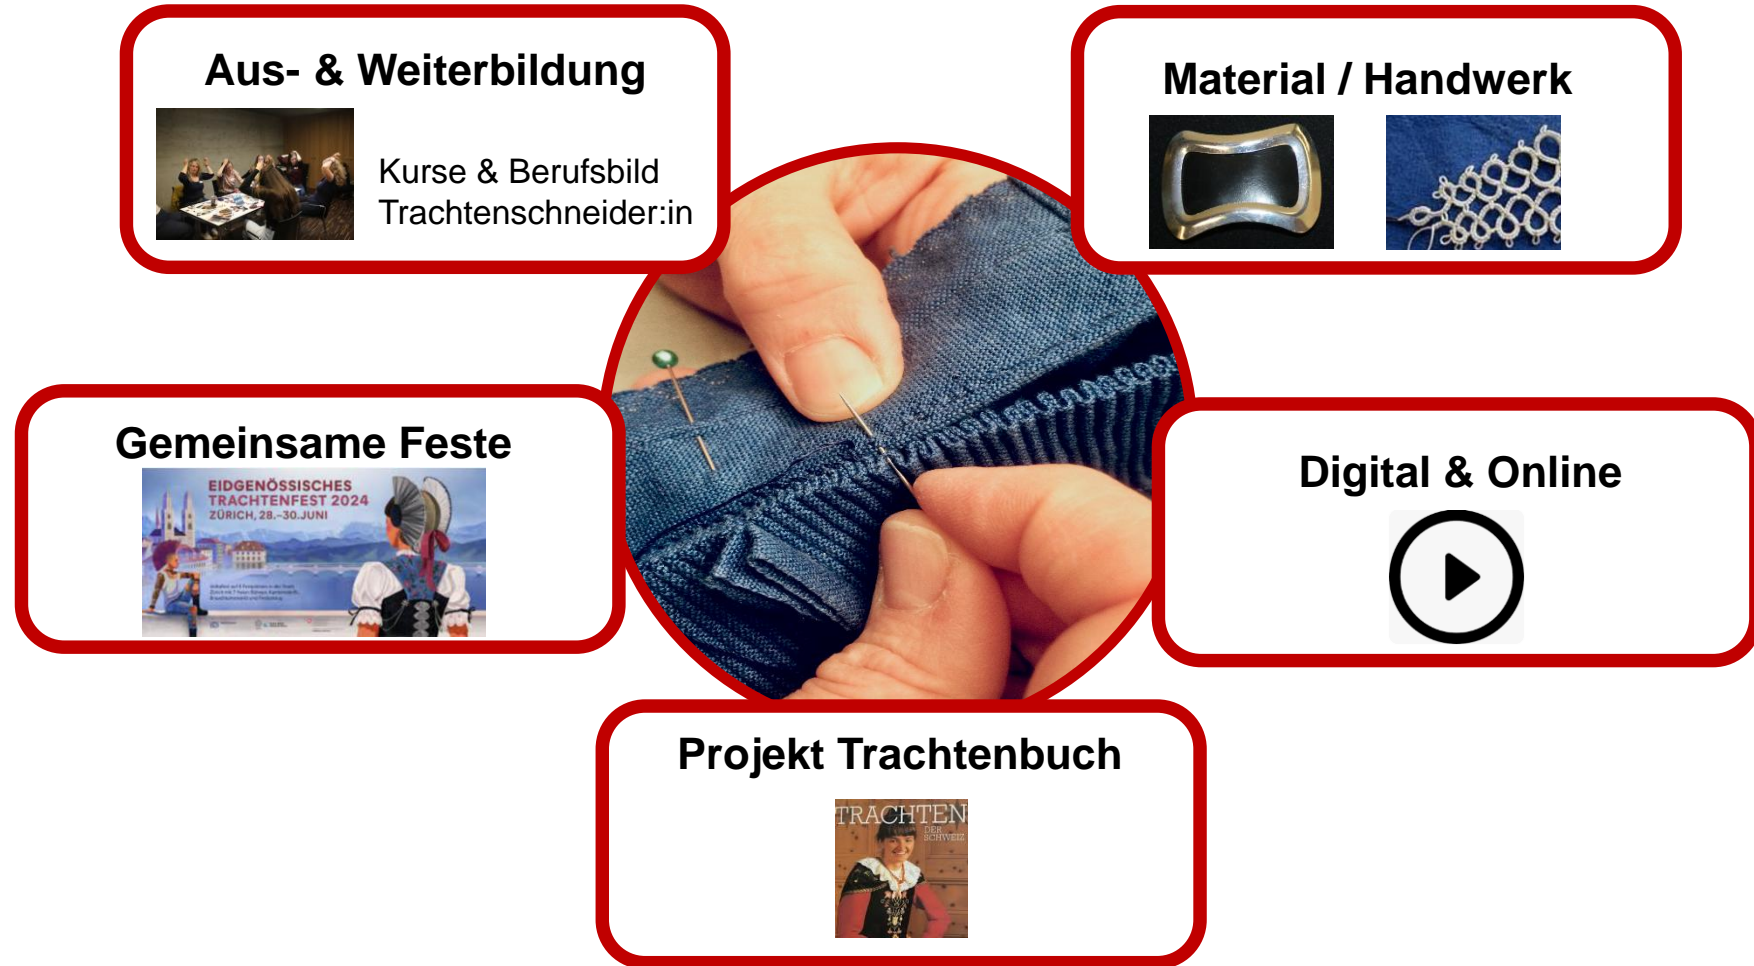 Aus- & Weiterbildung
Kurse & Berufsbild
Trachtenschneider:in
Material / Handwerk
Gemeinsame Feste
EIDGENÖSSISCHES
TRACHTENFEST 2024
ZÜRICH, 28.–30. JUNI
Digital & Online
Projekt Trachtenbuch
TRACHTEN
DER
SCHWEIZ